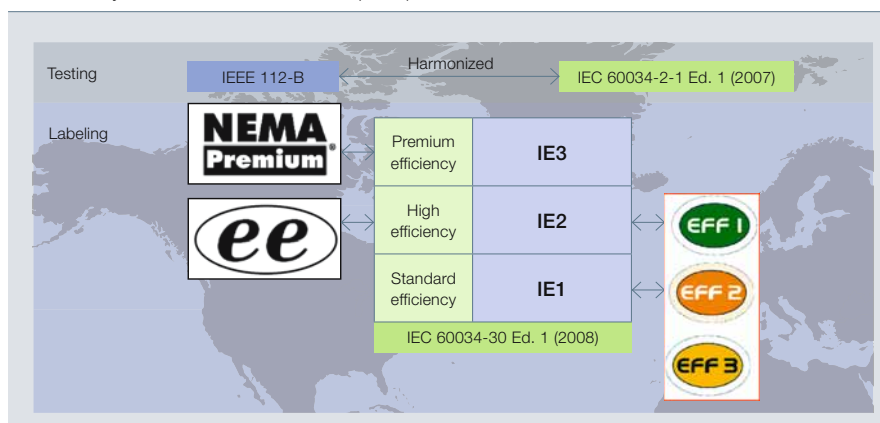 Testing
IEEE 112-B
Harmonized
IEC 60034-2-1 Ed. 1 (2007)
Labeling
NEMA
Premium®
Premium
efficiency
IE3
ee
High
efficiency
IE2
EFF 1
Standard
efficiency
IE1
EFF 2
IEC 60034-30 Ed. 1 (2008)
EFF 3